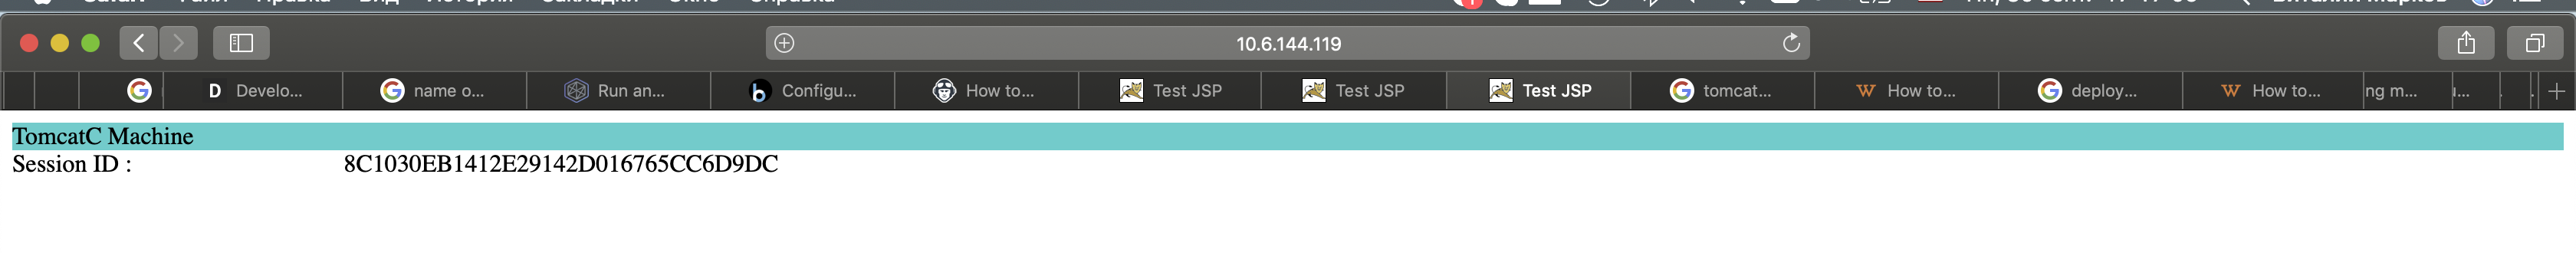 10.6.144.119
D Develo... name o... Run an... Configu... How to... Test JSP Test JSP Test JSP tomcat... How to... deploy... How to... ng m...
TomcatC Machine
Session ID : 8C1030EB1412E29142D016765CC6D9DC